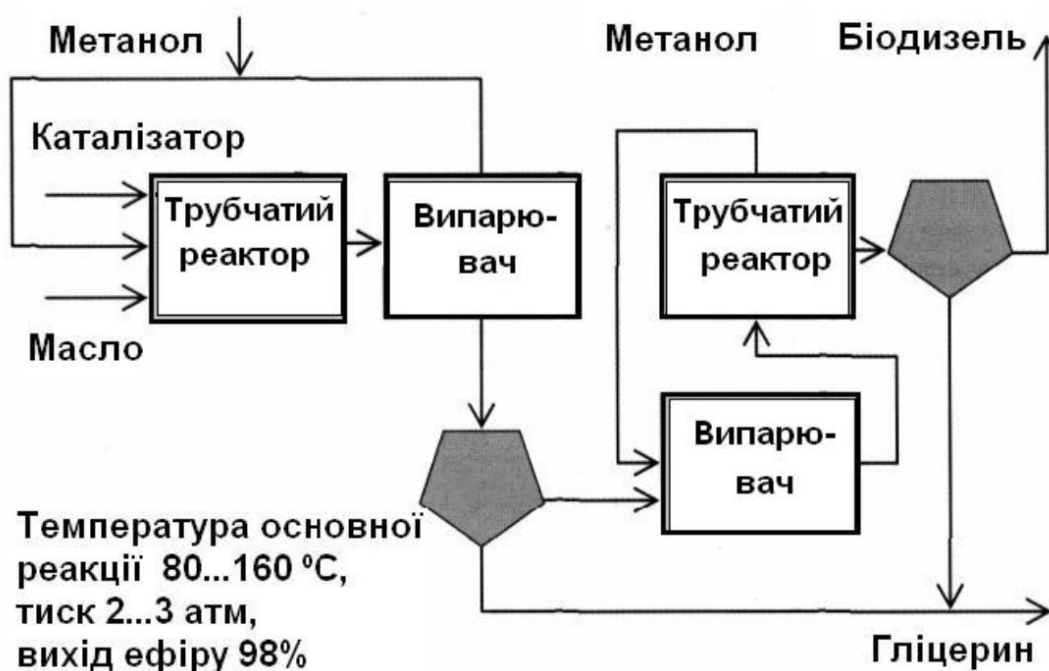 Метанол
Метанол
Біодизель
Каталізатор
Трубчатий
реактор
Випарю-
вач
Трубчатий
реактор
Масло
Випарю-
вач
Температура основної
реакції 80...160 ºС,
тиск 2...3 атм,
вихід ефіру 98%
Гліцерин